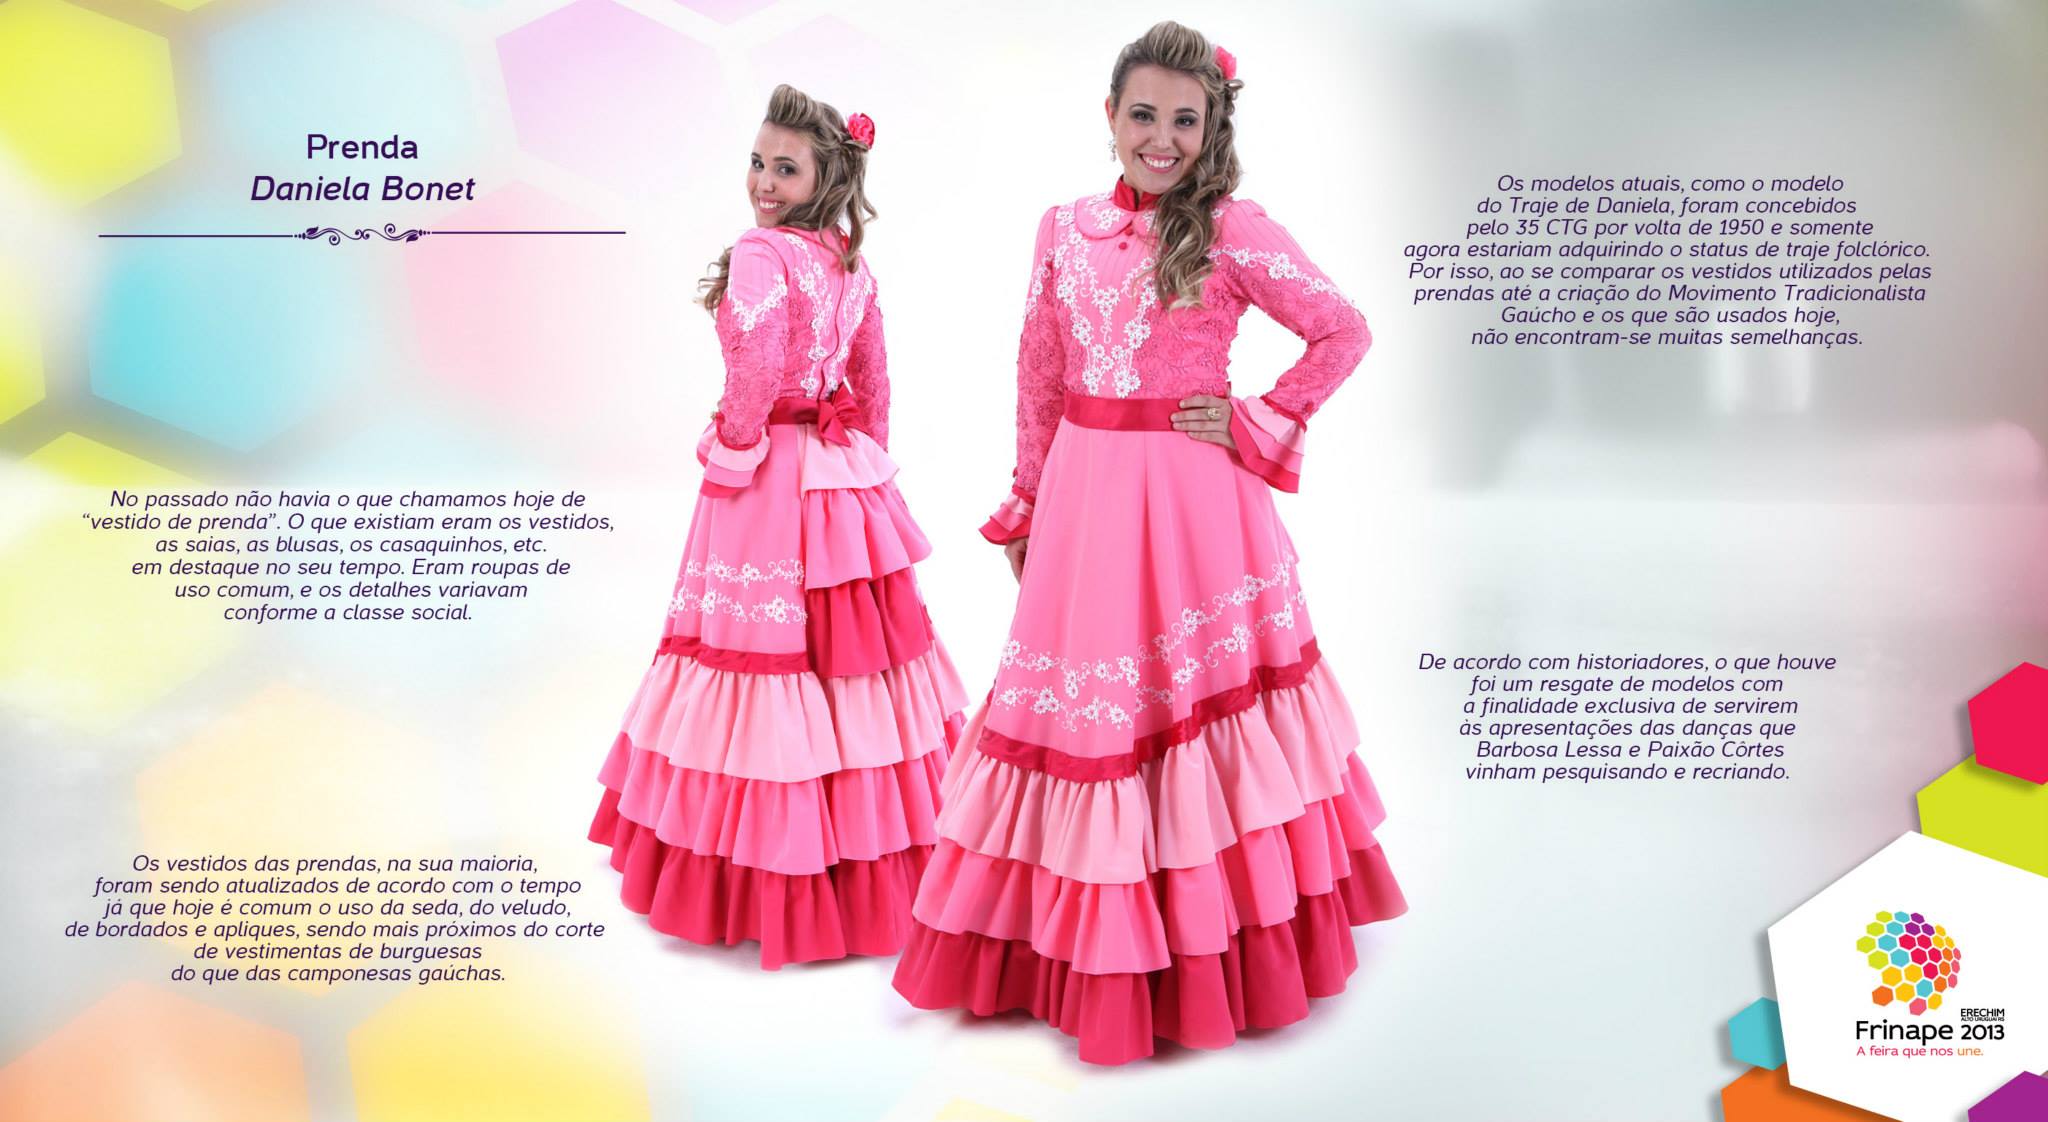 Prenda
Daniela Bonet
No passado não havia o que chamamos hoje de
“vestido de prenda”. O que existiam eram os vestidos,
as saias, as blusas, os casaquinhos, etc.
em destaque no seu tempo. Eram roupas de
uso comum, e os detalhes variavam
conforme a classe social.
Os vestidos das prendas, na sua maioria,
foram sendo atualizados de acordo com o tempo
já que hoje é comum o uso da seda, do veludo,
de bordados e apliques, sendo mais próximos do corte
de vestimentas de burguesas
do que das camponesas gaúchas.
Os modelos atuais, como o modelo
do Traje de Daniela, foram concebidos
pelo 35 CTG por volta de 1950 e somente
agora estariam adquirindo o status de traje folclórico.
Por isso, ao se comparar os vestidos utilizados pelas
prendas até a criação do Movimento Tradicionalista
Gaúcho e os que são usados hoje,
não encontram-se muitas semelhanças.
De acordo com historiadores, o que houve
foi um resgate de modelos com
a finalidade exclusiva de servirem
às apresentações das danças que
Barbosa Lessa e Paixão Côrtes
vinham pesquisando e recriando.
ERECHIM
ALTO URUGUAI RS
Frinape 2013
A feira que nos une.